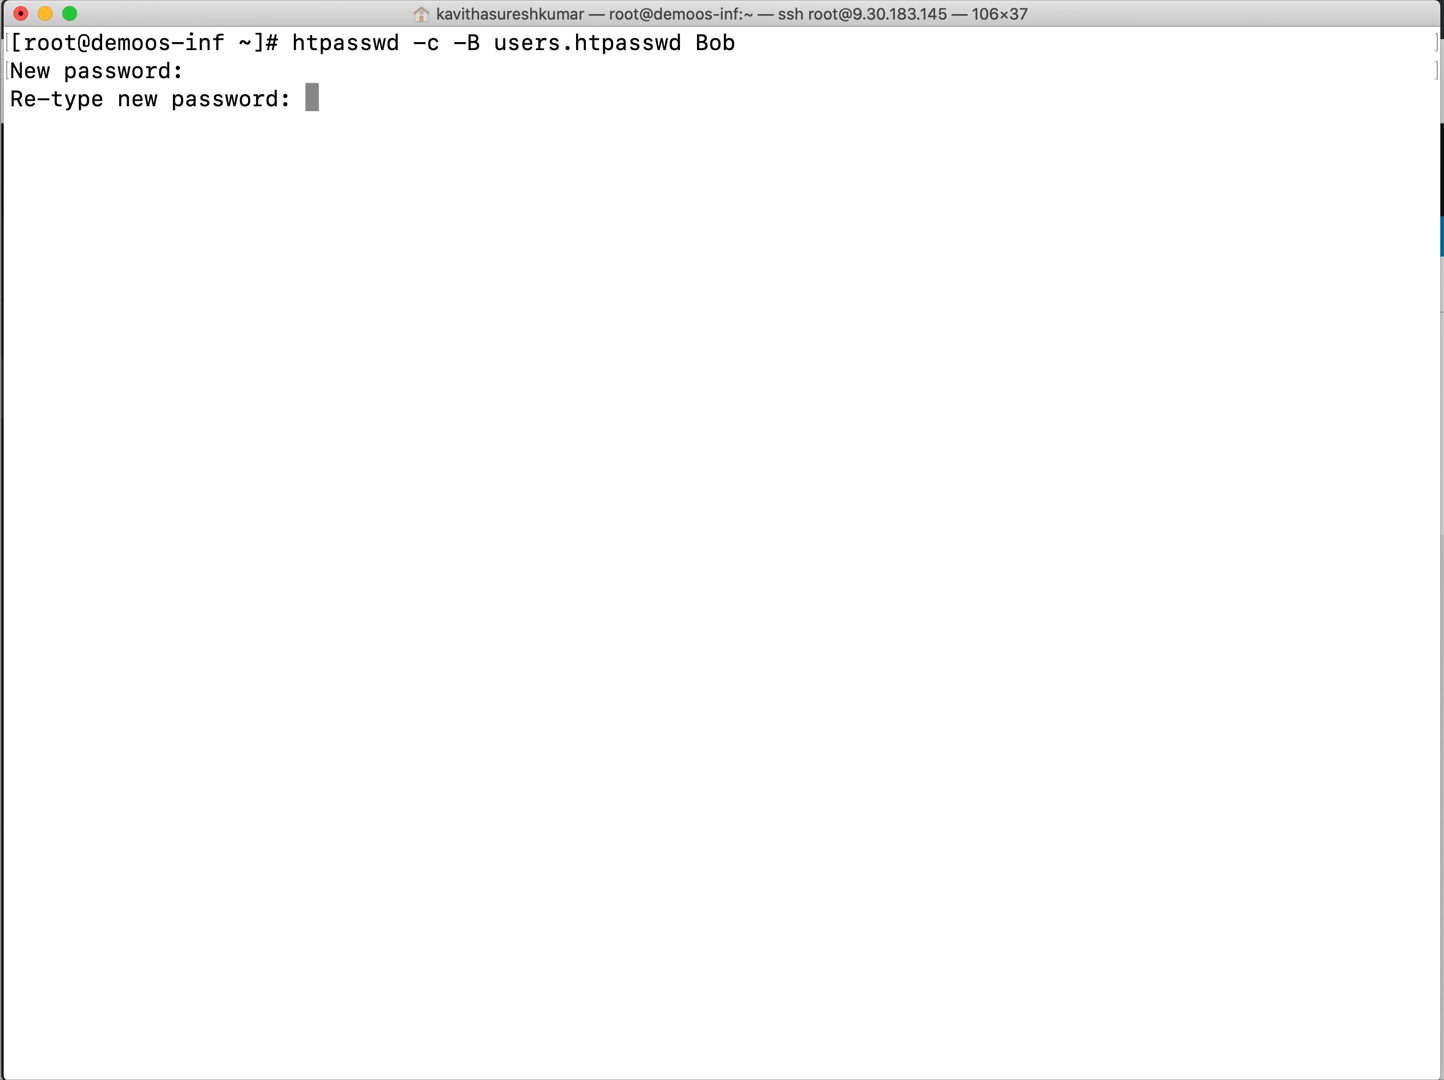 kavithasureshkumar — root@demoos-inf:~ — ssh root@9.30.183.145 — 106×37
[root@demoos-inf ~]# htpasswd -c -B users.htpasswd Bob
New password:
Re-type new password: